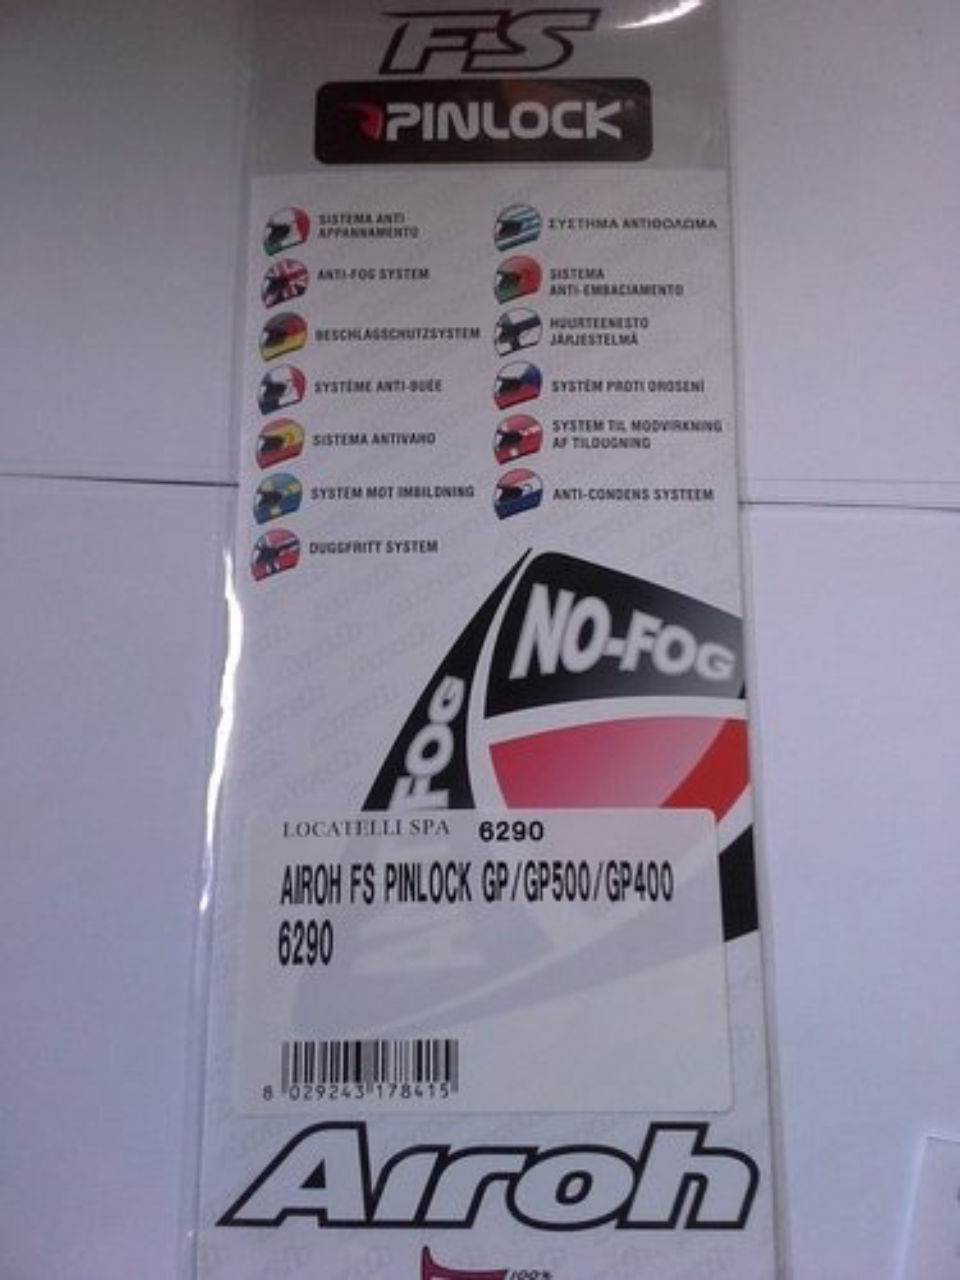 FS
PINLOCK®
SISTEMA ANTI
APPANNAMENTO
ANTI-FOG SYSTEM
BESCHLAGSCHUTZSYSTEM
SYSTÈME ANTI-BUÉE
SISTEMA ANTIVAHO
SYSTEM MOT IMBILDNING
DUGGFRITT SYSTEM
ΣΥΣΤΗΜΑ ΑΝΤΙΘΟΛΩΜΑ
SISTEMA
ANTI-EMBACIAMENTO
HUURTEENESTO
JÄRJESTELMÄ
SYSTÉM PROTI OROSENÍ
SYSTEM TIL MODVIRKNING
AF TILDUGNING
ANTI-CONDENS SYSTEEM
NO-FOG
FOG
LOCATELLI SPA 6290
AIROH FS PINLOCK GP/GP500/GP400
6290
8 029243 178415
Airoh
100%